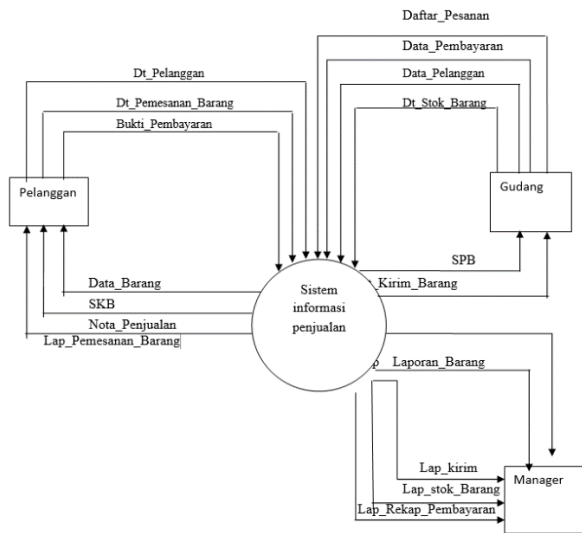 Daftar_Pesanan
Data_Pembayaran
Dt_Pelanggan
Data_Pelanggan
Dt_Pemesanan_Barang
Dt_Stok_Barang
Bukti_Pembayaran
Pelanggan
Gudang
SPB
Data_Barang
Kirim_Barang
Sistem
informasi
penjualan
SKB
Nota_Penjualan
Lap_Pemesanan_Barang
Laporan_Barang
Lap_kirim
Manager
Lap_stok_Barang
Lap_Rekap_Pembayaran